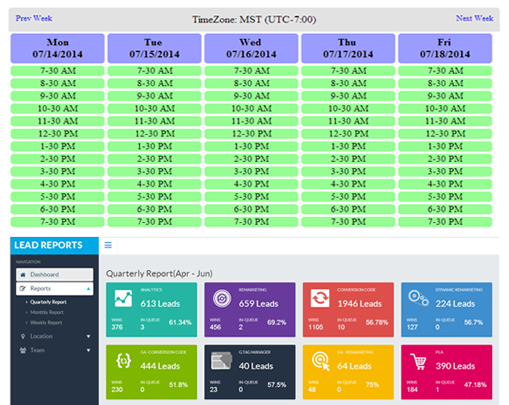 Prev Week TimeZone: MST (UTC-7:00) Next Week
Mon Tue Wed Thu Fri
07/14/2014 07/15/2014 07/16/2014 07/17/2014 07/18/2014
7-30 AM 7-30 AM 7-30 AM 7-30 AM 7-30 AM
8-30 AM 8-30 AM 8-30 AM 8-30 AM 8-30 AM
9-30 AM 9-30 AM 9-30 AM 9-30 AM 9-30 AM
10-30 AM 10-30 AM 10-30 AM 10-30 AM 10-30 AM
11-30 AM 11-30 AM 11-30 AM 11-30 AM 11-30 AM
12-30 PM 12-30 PM 12-30 PM 12-30 PM 12-30 PM
1-30 PM 1-30 PM 1-30 PM 1-30 PM 1-30 PM
2-30 PM 2-30 PM 2-30 PM 2-30 PM 2-30 PM
3-30 PM 3-30 PM 3-30 PM 3-30 PM 3-30 PM
4-30 PM 4-30 PM 4-30 PM 4-30 PM 4-30 PM
5-30 PM 5-30 PM 5-30 PM 5-30 PM 5-30 PM
6-30 PM 6-30 PM 6-30 PM 6-30 PM 6-30 PM
7-30 PM 7-30 PM 7-30 PM 7-30 PM 7-30 PM
LEAD REPORTS
NAVIGATION
Dashboard
Reports
Quarterly Report
Monthly Report
Weekly Report
Location
Team
Quarterly Report(Apr - Jun)
ANALYTICS REMARKETING CONVERSION CODE DYNAMIC REMARKETING
613 Leads 659 Leads 1946 Leads 224 Leads
WINS IN-QUEUE WINS IN-QUEUE WINS IN-QUEUE WINS IN-QUEUE
376 3 61.34% 456 2 69.2% 1105 10 56.78% 127 0 56.7%
GA- CONVERSION CODE GTAG MANAGER GA - REMARKETING PLA
444 Leads 40 Leads 64 Leads 390 Leads
WINS IN-QUEUE WINS IN-QUEUE WINS IN-QUEUE WINS IN-QUEUE
230 0 51.8% 23 0 57.5% 48 0 75% 184 1 47.18%